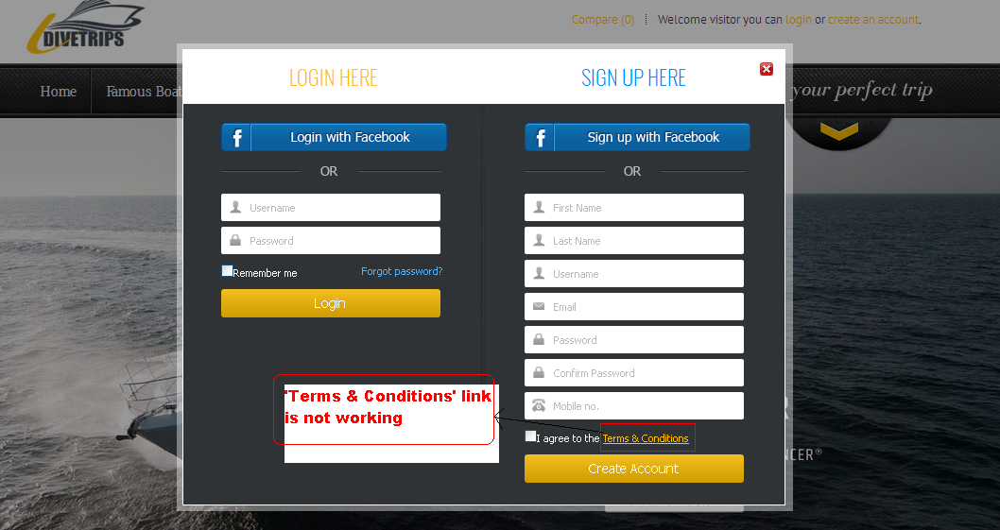 DIVETRIPS
Compare (0) Welcome visitor you can login or create an account.
Home Famous Boat
your perfect trip
LOGIN HERE
Login with Facebook
OR
Username
Password
Remember me Forgot password?
Login
SIGN UP HERE
Sign up with Facebook
OR
First Name
Last Name
Username
Email
Password
Confirm Password
Mobile no.
I agree to the Terms & Conditions
Create Account
'Terms & Conditions' link
is not working
NCER®